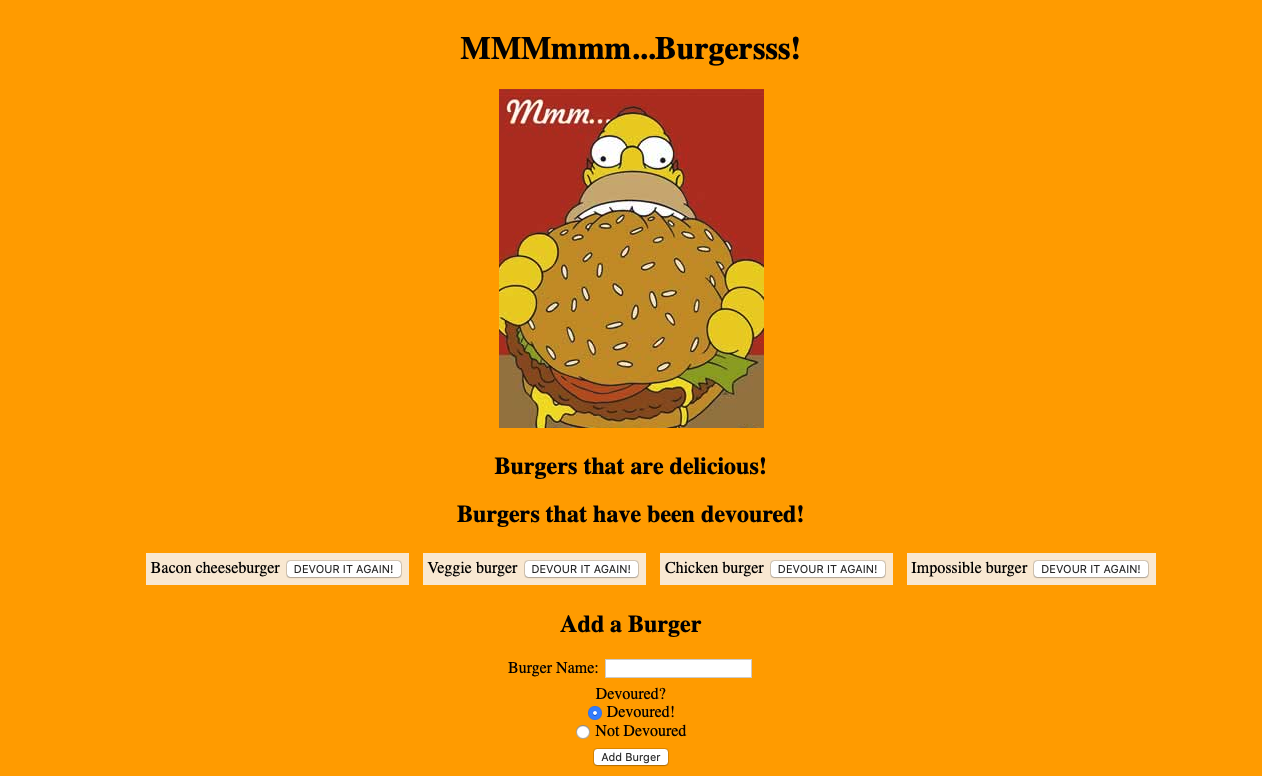 MMMmmm...Burgersss!
Mmm...
Burgers that are delicious!
Burgers that have been devoured!
Bacon cheeseburger DEVOUR IT AGAIN! Veggie burger DEVOUR IT AGAIN! Chicken burger DEVOUR IT AGAIN! Impossible burger DEVOUR IT AGAIN!
Add a Burger
Burger Name:
Devoured?
Devoured!
Not Devoured
Add Burger